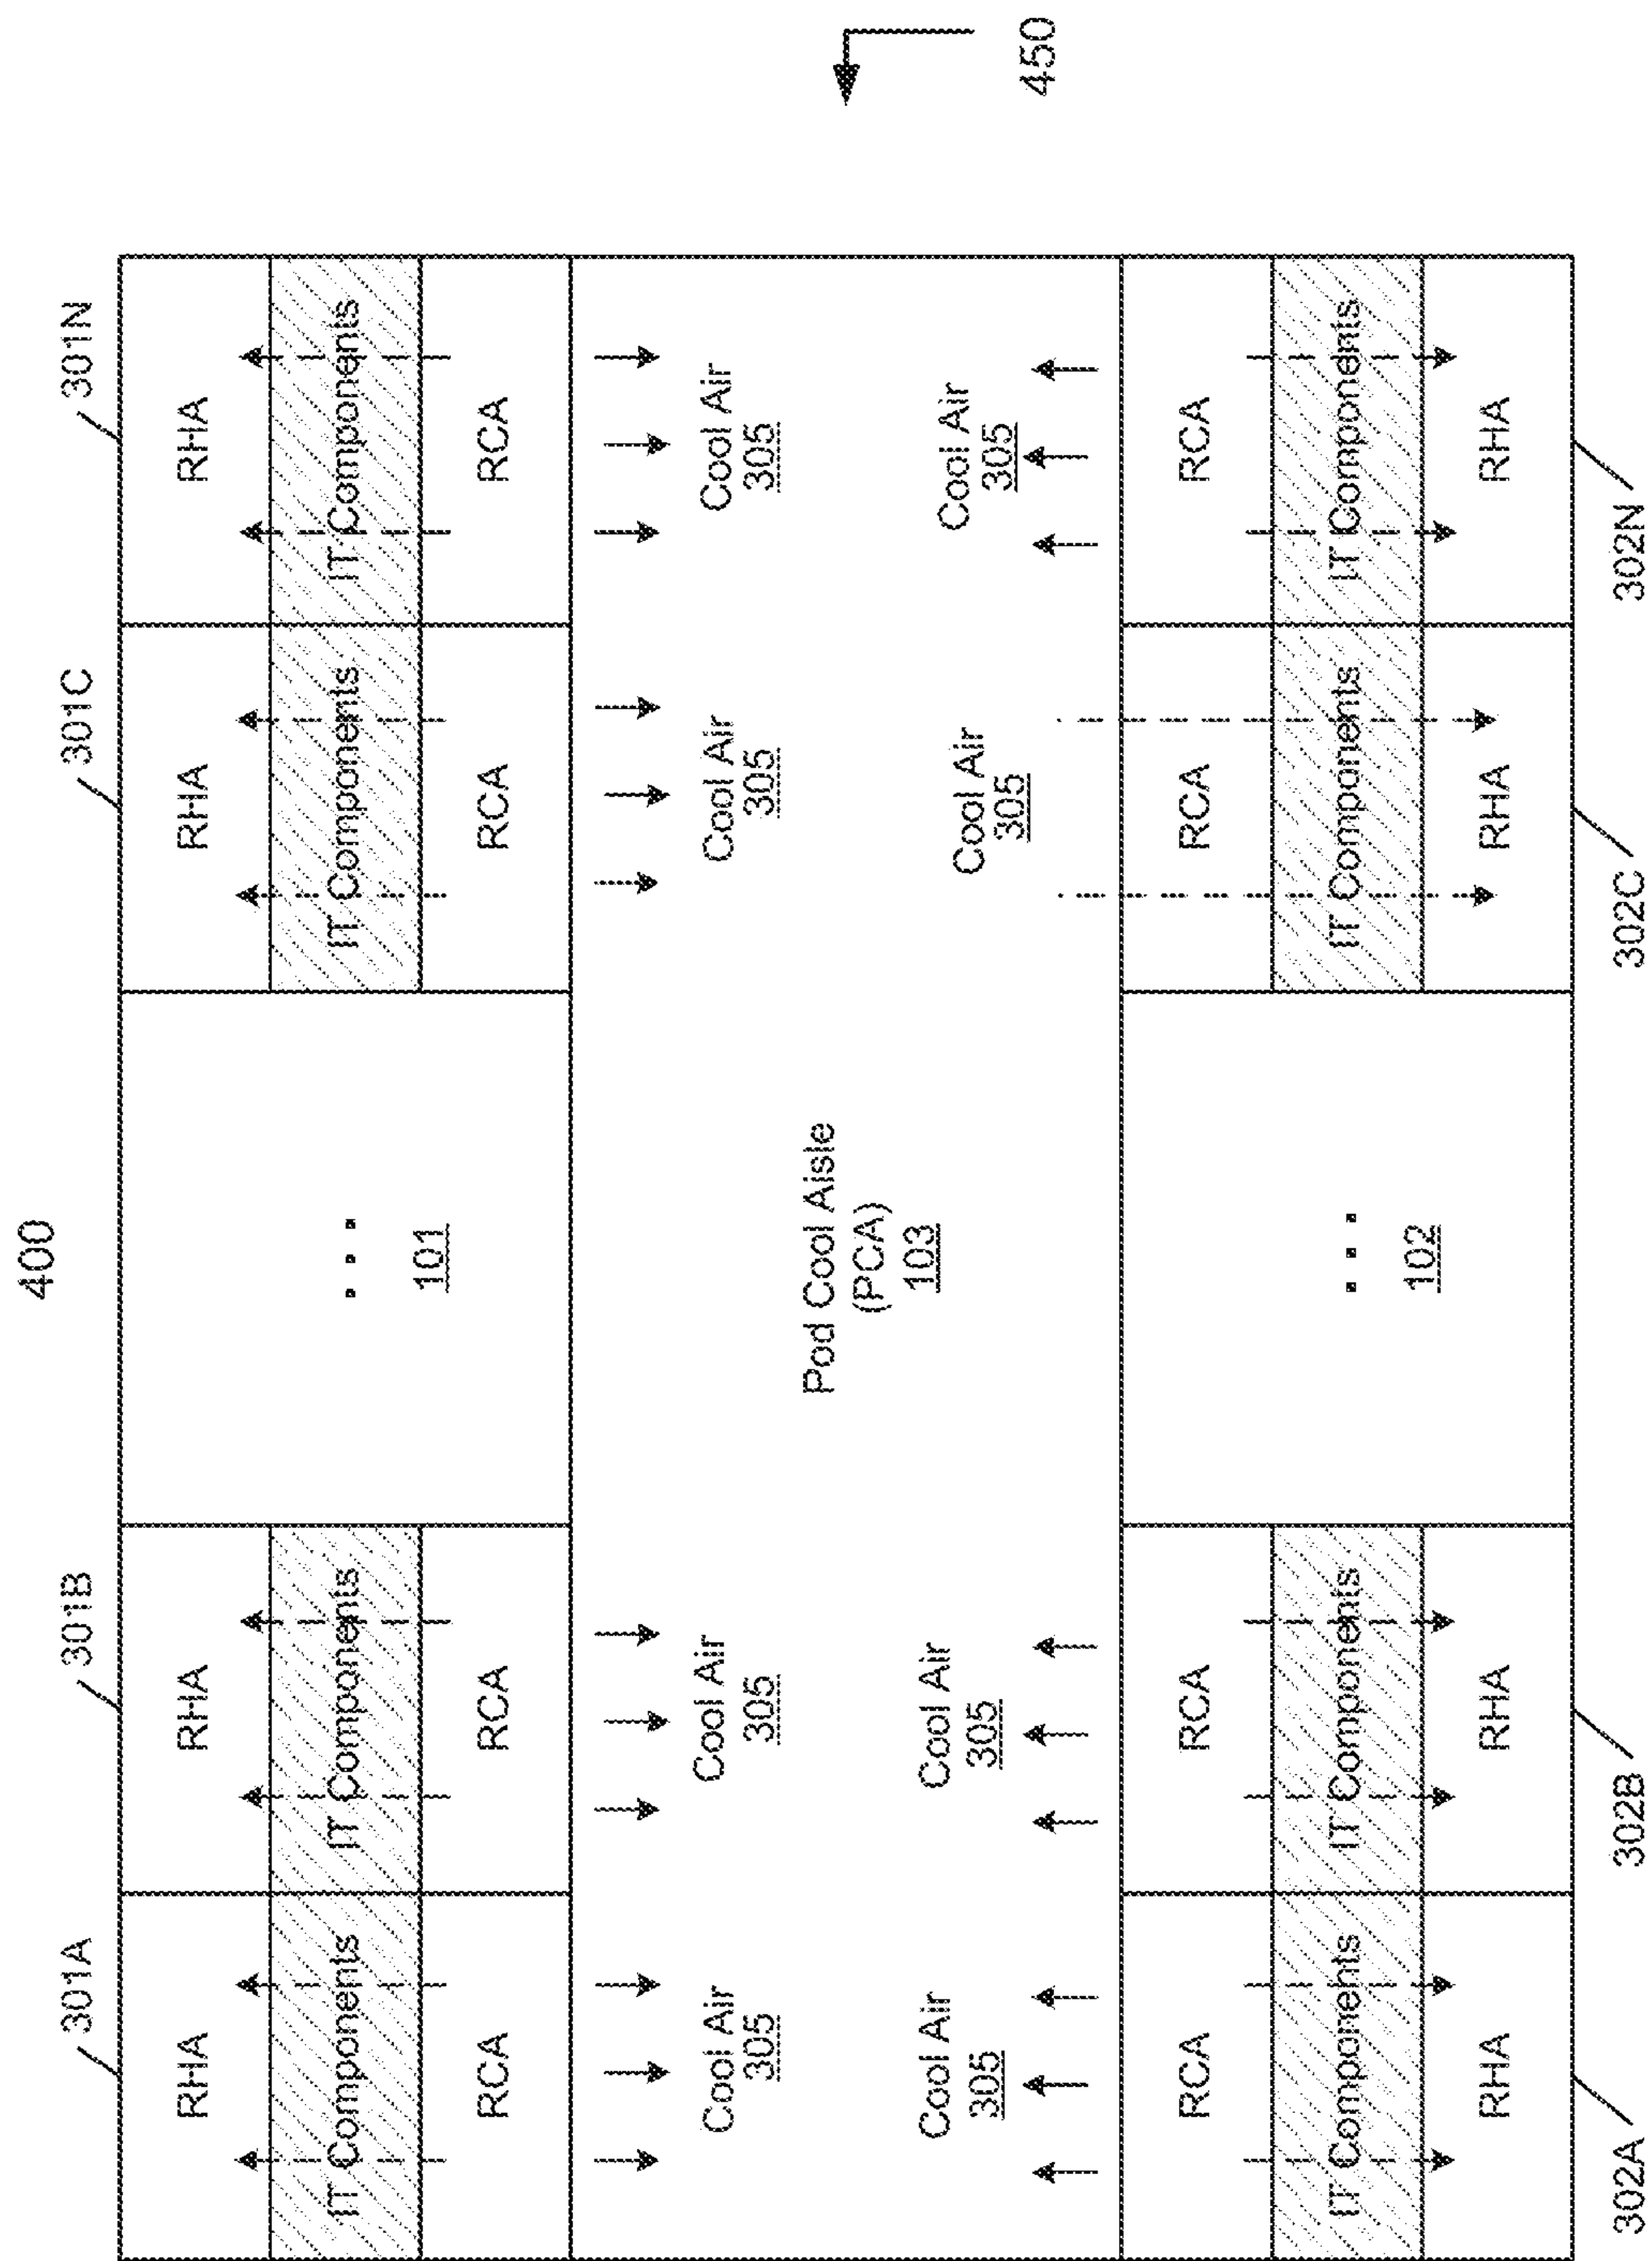 400
301A 301B 301C 301N
RHA RHA RHA RHA
IT Components IT Components ... IT Components IT Components
101
RCA RCA RCA RCA
Cool Air Cool Air Cool Air Cool Air
305 305 305 305
Pod Cool Aisle
(PCA)
103
Cool Air Cool Air Cool Air Cool Air
305 305 305 305
450
RCA RCA RCA RCA
IT Components IT Components ... IT Components IT Components
102
RHA RHA RHA RHA
302A 302B 302C 302N